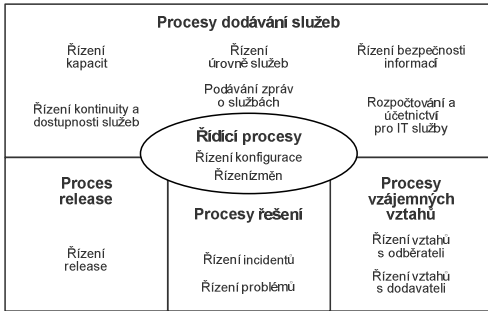 Procesy dodávání služeb
Řízení
kapacit
Řízení
úrovně služeb
Řízení bezpečnosti
informací
Řízení kontinuity a
dostupnosti služeb
Podávání zpráv
o službách
Rozpočtování a
účetnictví
pro IT služby
Řídící procesy
Řízení konfigurace
Řízenízměn
Proces
release
Řízení
release
Procesy řešení
Řízení incidentů
Řízení problémů
Procesy
vzájemných
vztahů
Řízení vztahů
s odběrateli
Řízení vztahů
s dodavateli